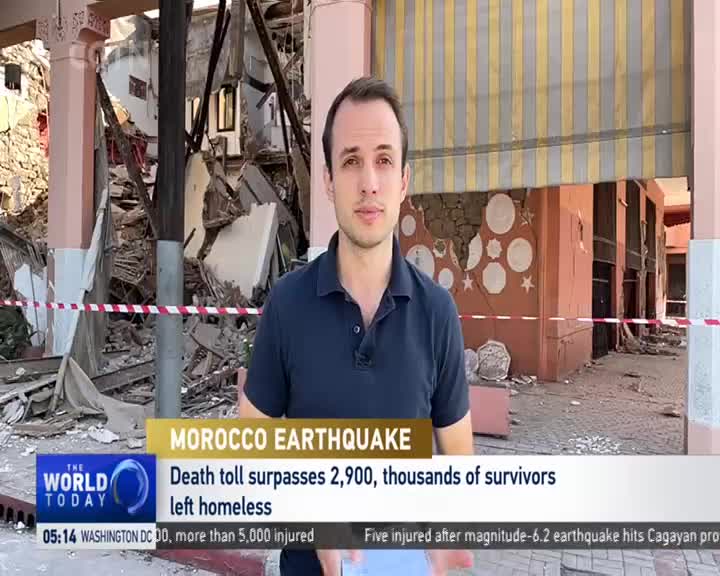 CGTN
MOROCCO EARTHQUAKE
Death toll surpasses 2,900, thousands of survivors
left homeless
THE
WORLD
TODAY
05:14 WASHINGTON DC
00, more than 5,000 injured Five injured after magnitude-6.2 earthquake hits Cagayan pro